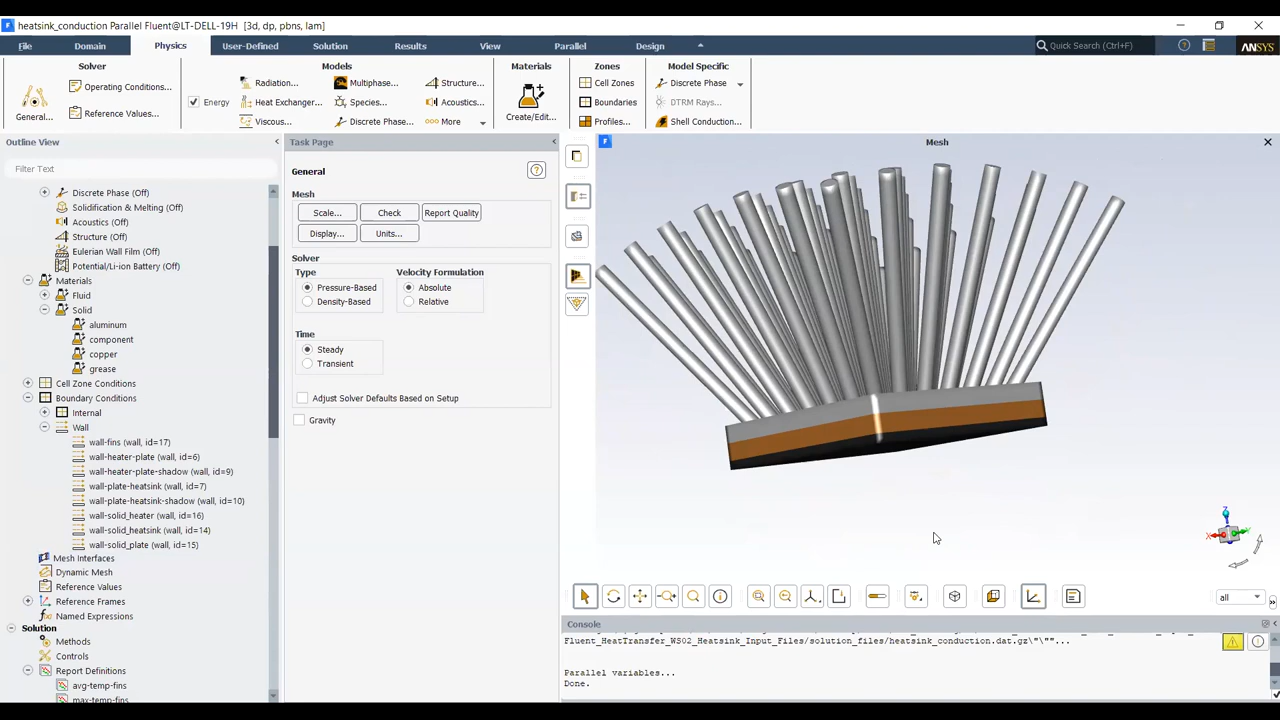 heatsink_conduction Parallel Fluent@LT-DELL-19H [3d, dp, pbns, lam]
File Domain Physics User-Defined Solution Results View Parallel Design Quick Search (Ctrl+F) ANSYS
Solver Models Materials Zones Model Specific
General...
Operating Conditions...
Reference Values...
Energy
Radiation...
Heat Exchanger...
Viscous...
Multiphase...
Species...
Discrete Phase...
Structure...
Acoustics...
More
Create/Edit...
Cell Zones
Boundaries
Profiles...
Discrete Phase
DTRM Rays...
Shell Conduction...
Outline View
Filter Text
Discrete Phase (Off)
Solidification & Melting (Off)
Acoustics (Off)
Structure (Off)
Eulerian Wall Film (Off)
Potential/Li-ion Battery (Off)
Materials
Fluid
Solid
aluminum
component
copper
grease
Cell Zone Conditions
Boundary Conditions
Internal
Wall
wall-fins (wall, id=17)
wall-heater-plate (wall, id=6)
wall-heater-plate-shadow (wall, id=9)
wall-plate-heatsink (wall, id=7)
wall-plate-heatsink-shadow (wall, id=10)
wall-solid_heater (wall, id=16)
wall-solid_heatsink (wall, id=14)
wall-solid_plate (wall, id=15)
Mesh Interfaces
Dynamic Mesh
Reference Values
Reference Frames
Named Expressions
Solution
Methods
Controls
Report Definitions
avg-temp-fins
max-temp-fins
Task Page
General
Mesh
Scale... Check Report Quality
Display... Units...
Solver
Type Velocity Formulation
Pressure-Based Absolute
Density-Based Relative
Time
Steady
Transient
Adjust Solver Defaults Based on Setup
Gravity
Mesh
all
Console
Fluent_HeatTransfer_WS02_Heatsink_Input_Files/solution_files/heatsink_conduction.dat.gz\"\""...
Parallel variables...
Done.